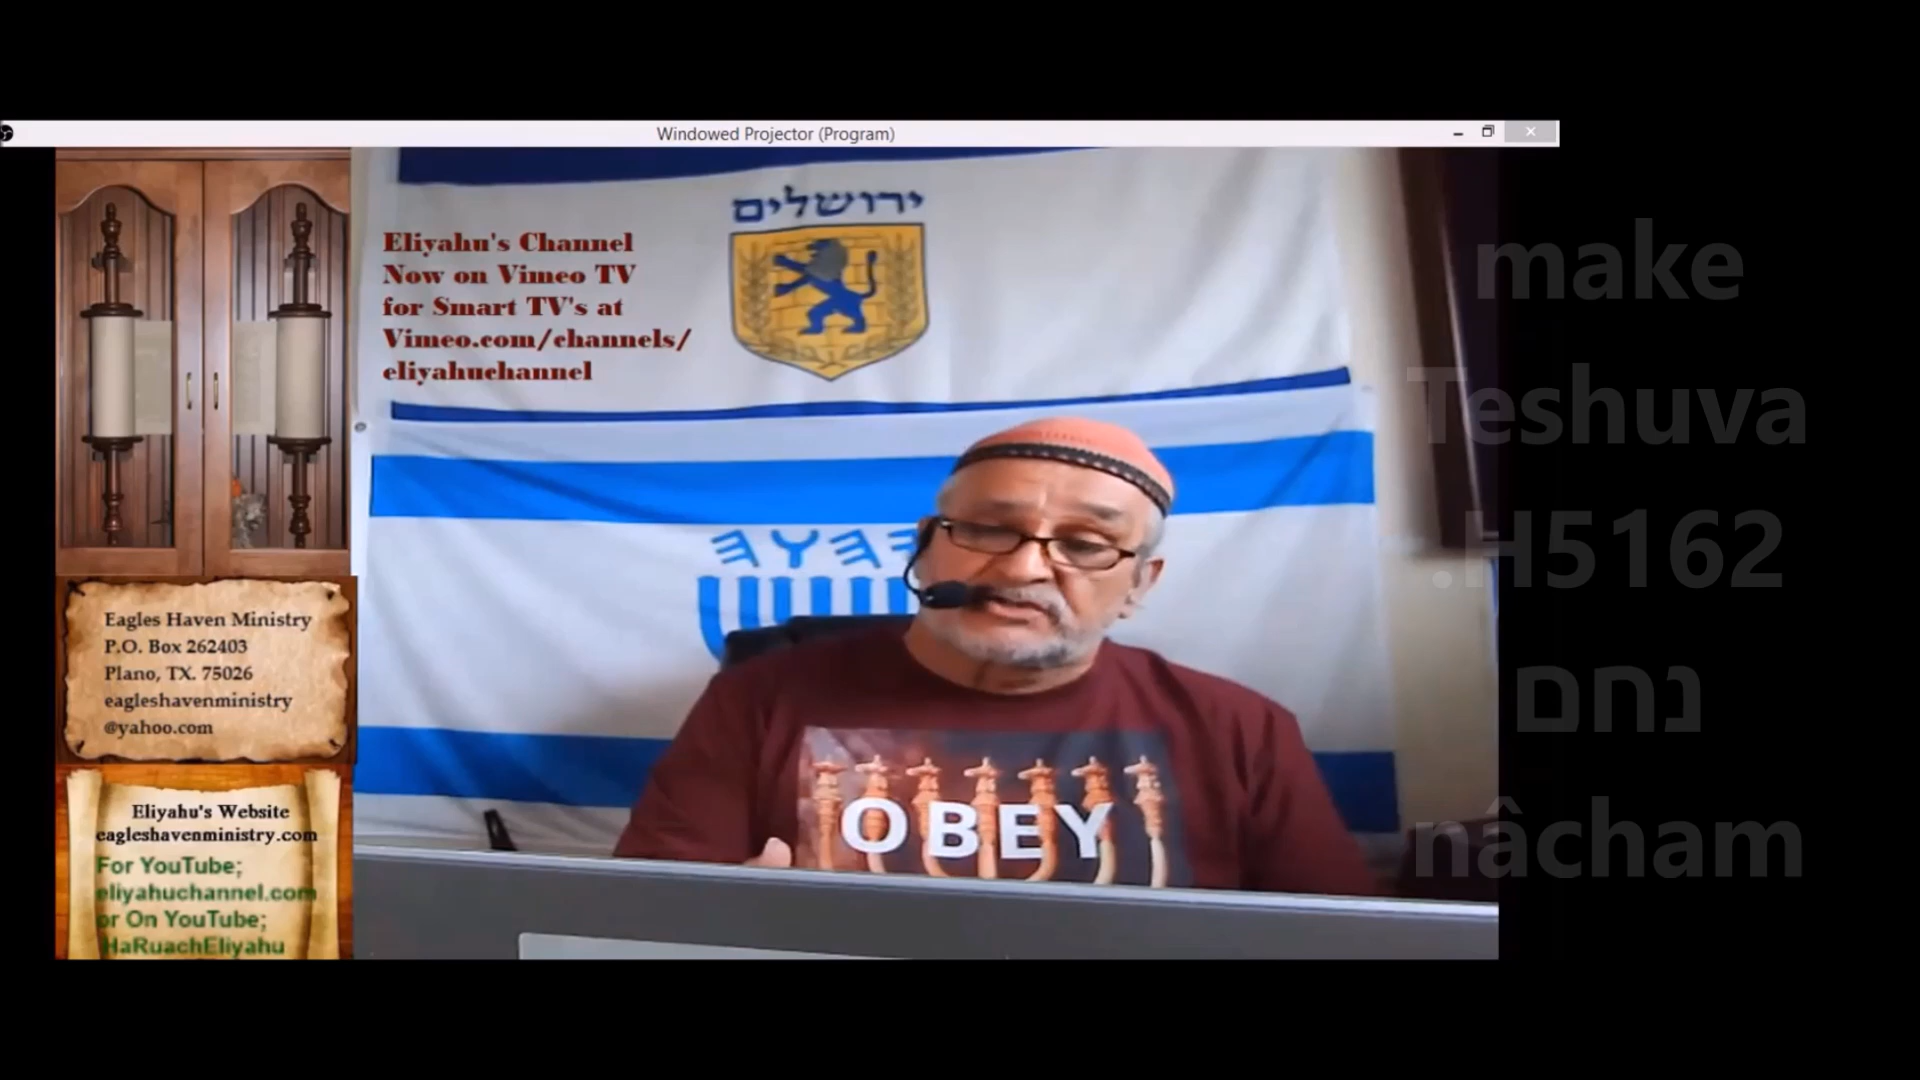 Windowed Projector (Program)
ירושלים
Eliyahu's Channel
Now on Vimeo TV
for Smart TV's at
Vimeo.com/channels/
eliyahuchannel
Eagles Haven Ministry
P.O. Box 262403
Plano, TX. 75026
eagleshavenministry
@yahoo.com
Eliyahu's Website
eagleshavenministry.com
For YouTube;
eliyahuchannel.com
or On YouTube;
HaRuachEliyahu
OBEY
make
Teshuva
.H5162
נחם
nâcham